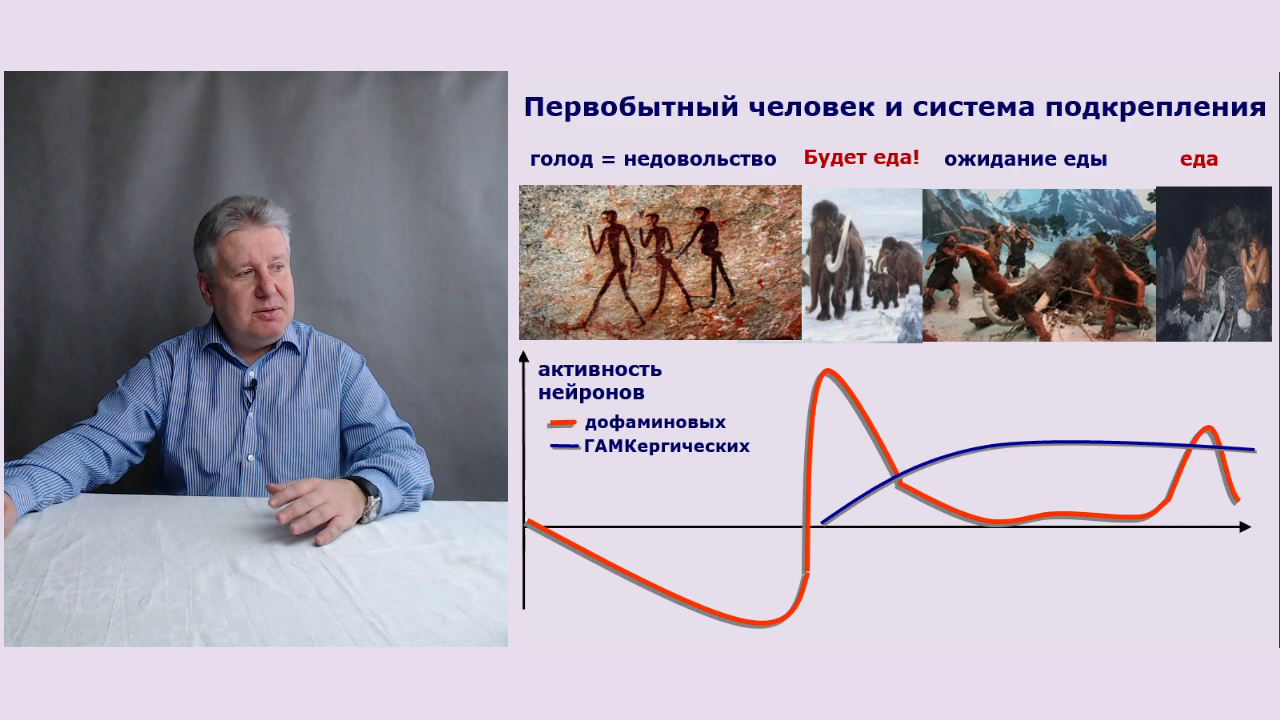 Первобытный человек и система подкрепления
голод = недовольство
Будет еда!
ожидание еды
еда
активность
нейронов
дофаминовых
ГАМКергических